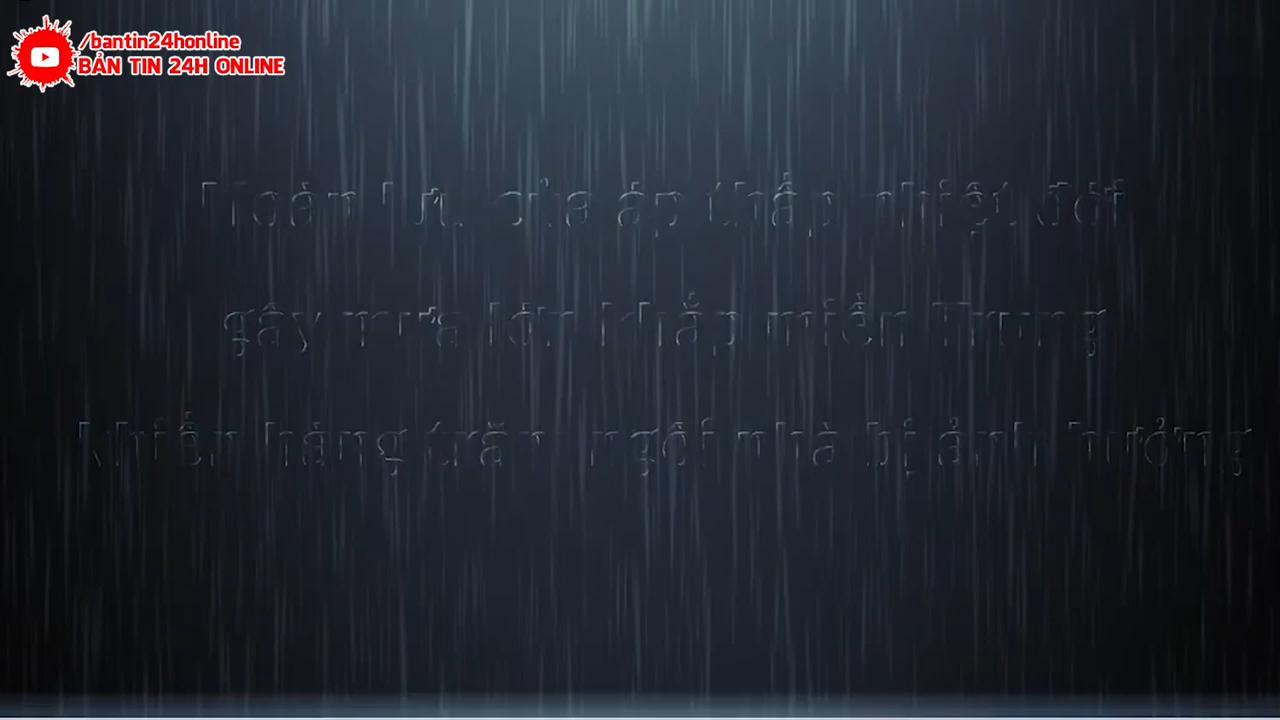 /bantin24honline
BẢN TIN 24H ONLINE
Hoàn lưu của áp thấp nhiệt đới
gây mưa lớn khắp miền Trung
khiến hàng trăm ngôi nhà bị ảnh hưởng